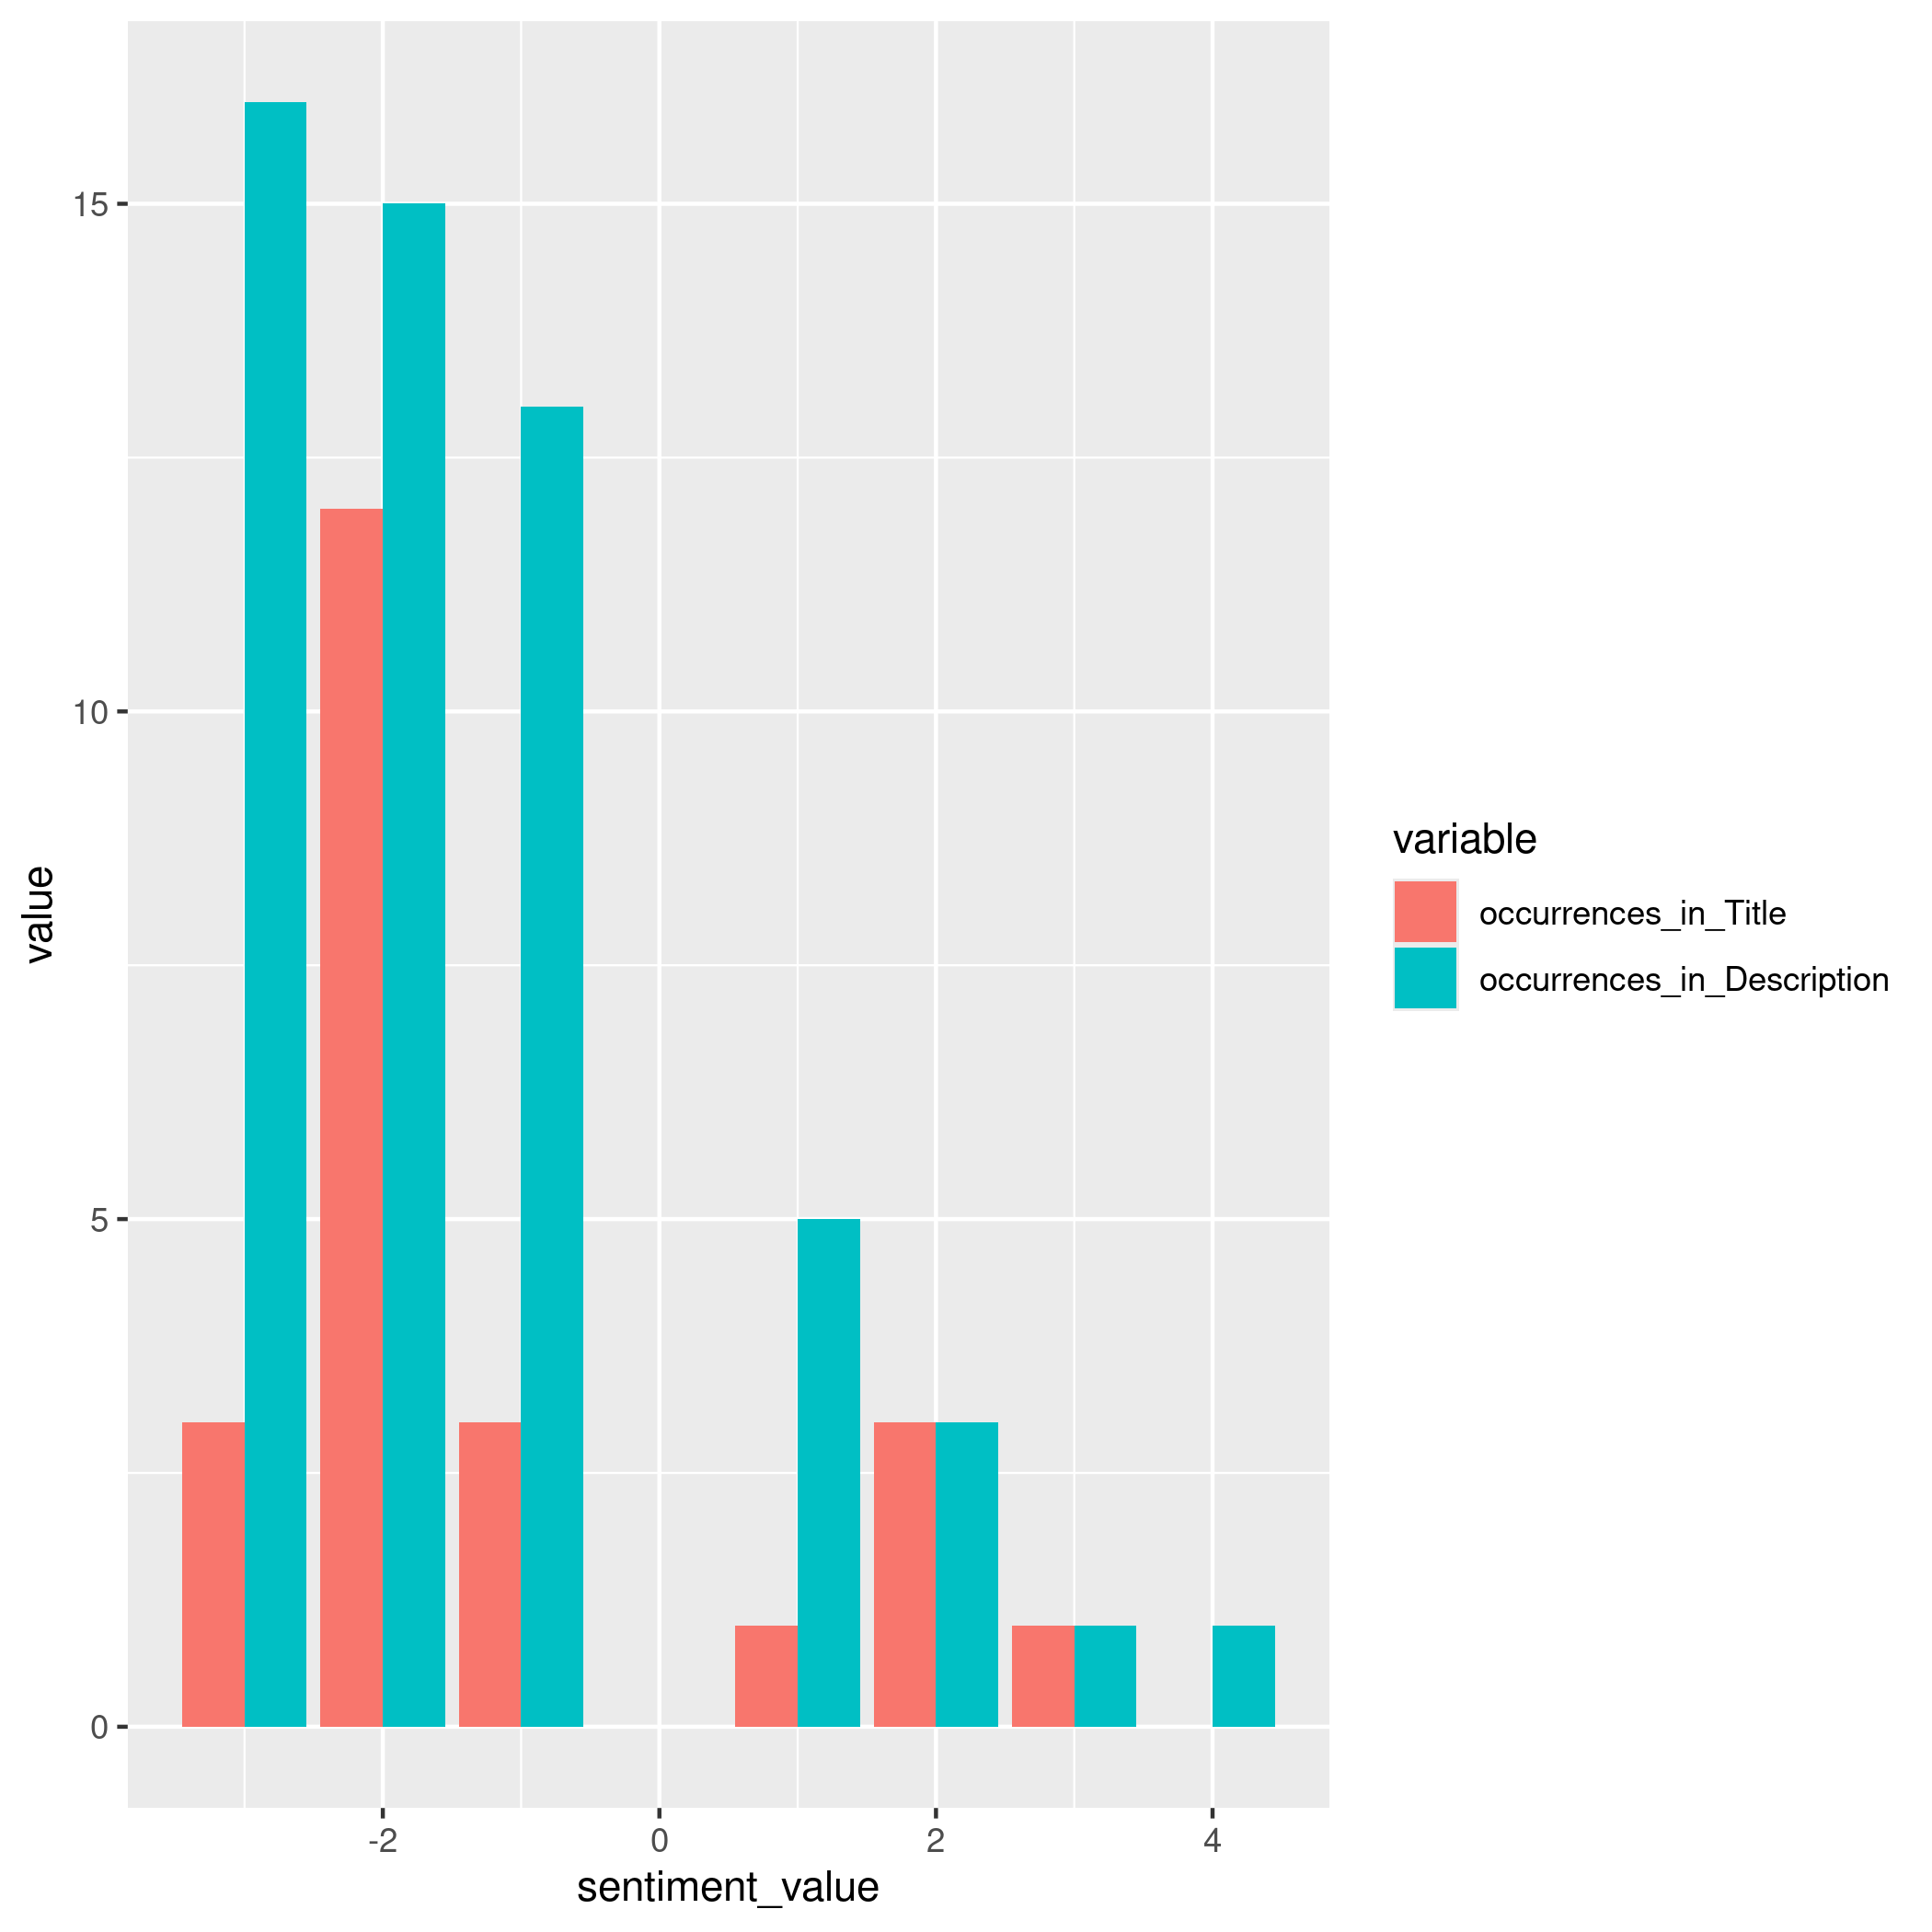 15
10
5
0
value
-2 0 2 4
sentiment_value
variable
occurrences_in_Title
occurrences_in_Description